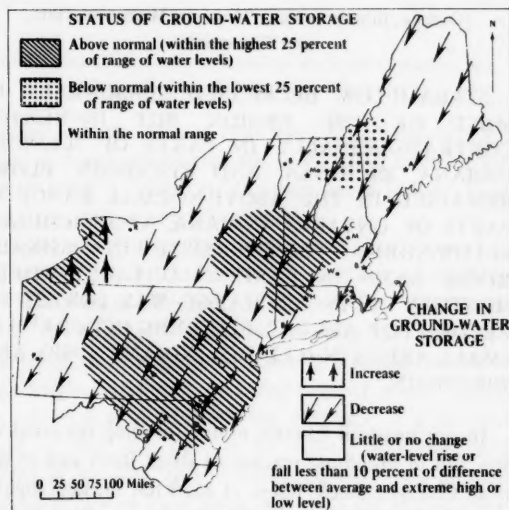 STATUS OF GROUND-WATER STORAGE
Above normal (within the highest 25 percent
of range of water levels)
Below normal (within the lowest 25 percent
of range of water levels)
Within the normal range
CHANGE IN
GROUND-WATER
STORAGE
Increase
Decrease
Little or no change
(water-level rise or
fall less than 10 percent of difference
between average and extreme high or
low level)
25 50 75 100 Miles